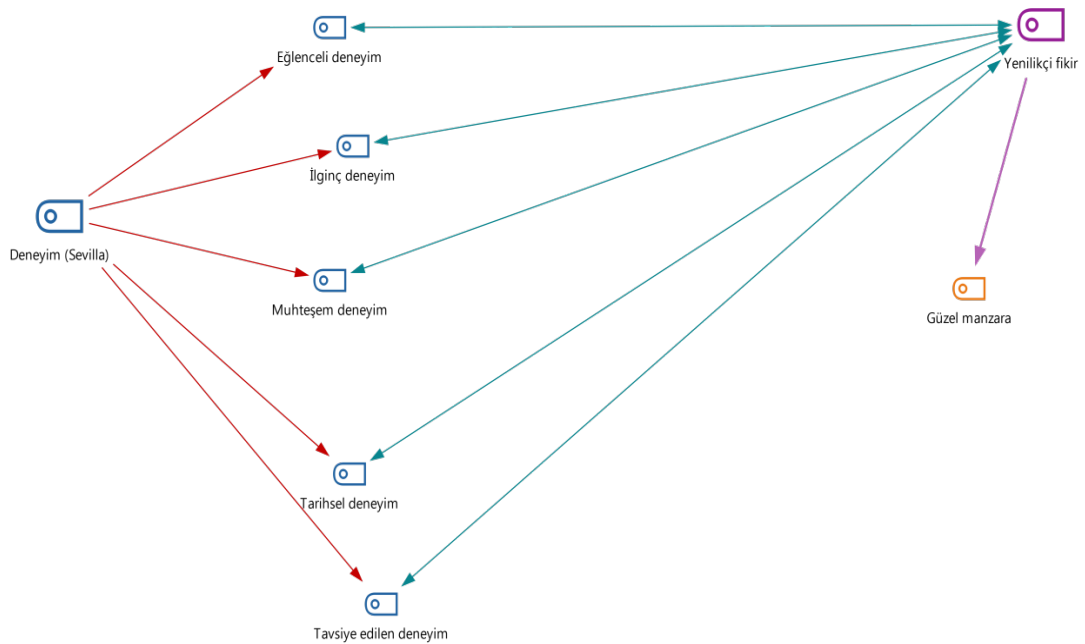 Eğlenceli deneyim
Yenilikçi fikir
İlginç deneyim
Deneyim (Sevilla)
Muhteşem deneyim
Güzel manzara
Tarihsel deneyim
Tavsiye edilen deneyim